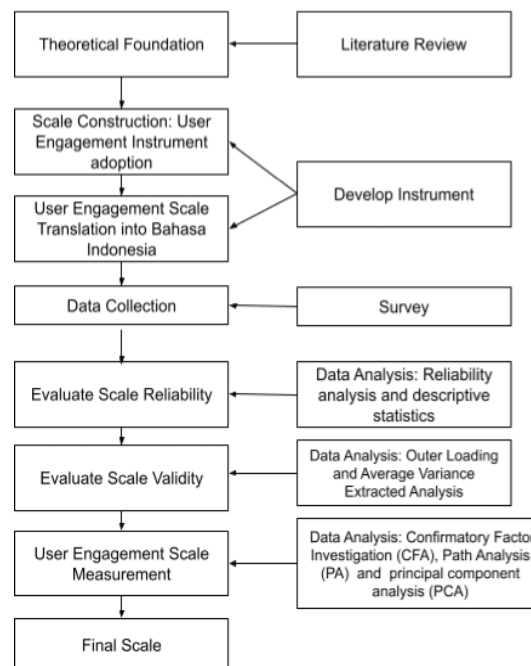 Theoretical Foundation
Literature Review
Scale Construction: User
Engagement Instrument
adoption
Develop Instrument
User Engagement Scale
Translation into Bahasa
Indonesia
Data Collection
Survey
Evaluate Scale Reliability
Data Analysis: Reliability
analysis and descriptive
statistics
Evaluate Scale Validity
Data Analysis: Outer Loading
and Average Variance
Extracted Analysis
User Engagement Scale
Measurement
Data Analysis: Confirmatory Factor
Investigation (CFA), Path Analysis
(PA) and principal component
analysis (PCA)
Final Scale